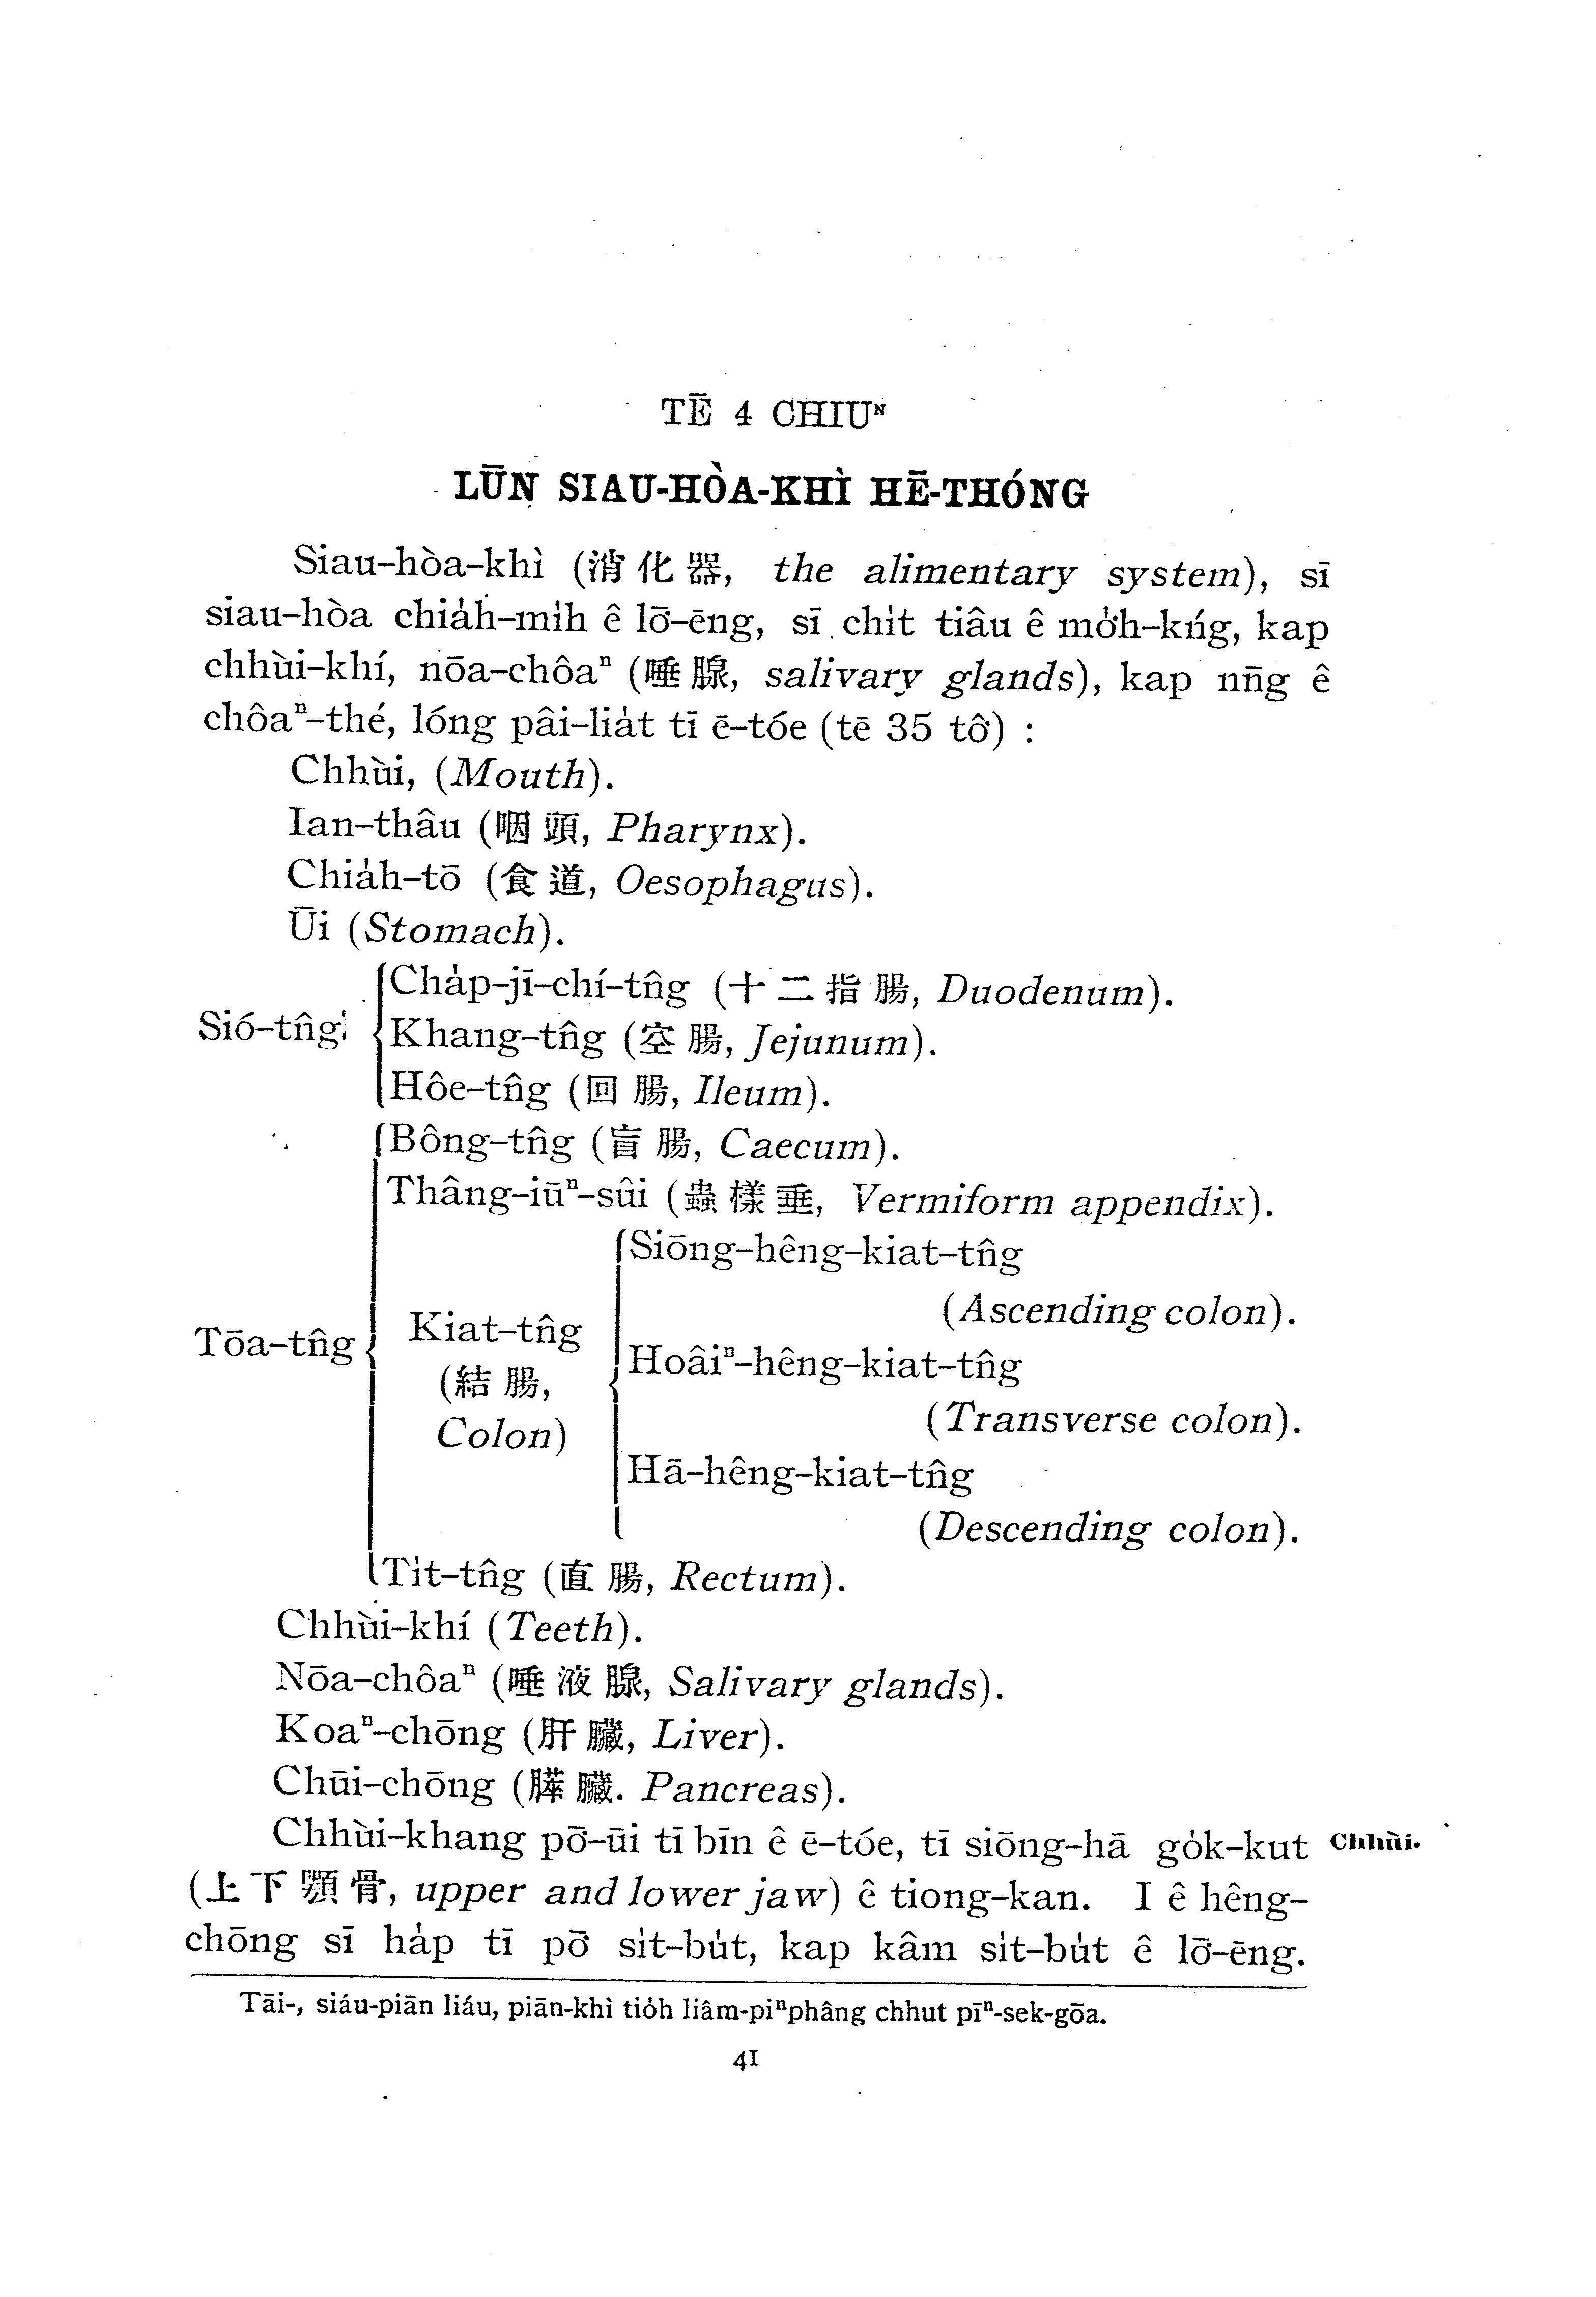 TĒ 4 CHIUᴺ
LŪN SIAU-HÒA-KHÌ HĒ-THÓNG
Siau-hòa-khì (消化器, the alimentary system), sī
siau-hòa chia̍h-mi̍h ê lō͘-ēng, sī chi̍t tiâu ê mo̍͘h-kńg, kap
chhùi-khí, nōa-chôaⁿ (唾腺, salivary glands), kap nn̄g ê
chôaⁿ-thé, lóng pâi-lia̍t tī ē-tóe (tē 35 tô͘) :
Chhùi, (Mouth).
Ian-thâu (咽頭, Pharynx).
Chia̍h-tō (食道, Oesophagus).
Ūi (Stomach).
Cha̍p-jī-chí-tn̂g (十二指腸, Duodenum).
Sió-tn̂g
Khang-tn̂g (空腸, Jejunum).
Hôe-tn̂g (回腸, Ileum).
Bông-tn̂g (盲腸, Caecum).
Thâng-iūⁿ-sûi (蟲樣垂, Vermiform appendix).
Siōng-hêng-kiat-tn̂g
(Ascending colon).
Tōa-tn̂g
Kiat-tn̂g
(結腸,
Colon)
Hoâiⁿ-hêng-kiat-tn̂g
(Transverse colon).
Hā-hêng-kiat-tn̂g
(Descending colon).
Ti̍t-tn̂g (直腸, Rectum).
Chhùi-khí (Teeth).
Nōa-chôaⁿ (唾液腺, Salivary glands).
Koaⁿ-chōng (肝臟, Liver).
Chūi-chōng (膵臟. Pancreas).
Chhùi-khang pō͘-ūi tī bīn ê ē-tóe, tī siōng-hā go̍k-kut
Chhùi.
(上下顎骨, upper and lower jaw) ê tiong-kan. I ê hêng-
chōng sī ha̍p tī pō͘ si̍t-bu̍t, kap kâm si̍t-bu̍t ê lō͘-ēng.
Tāi-, siáu-piān liáu, piān-khì tio̍h liâm-piⁿphâng chhut pīⁿ-sek-gōa.
41